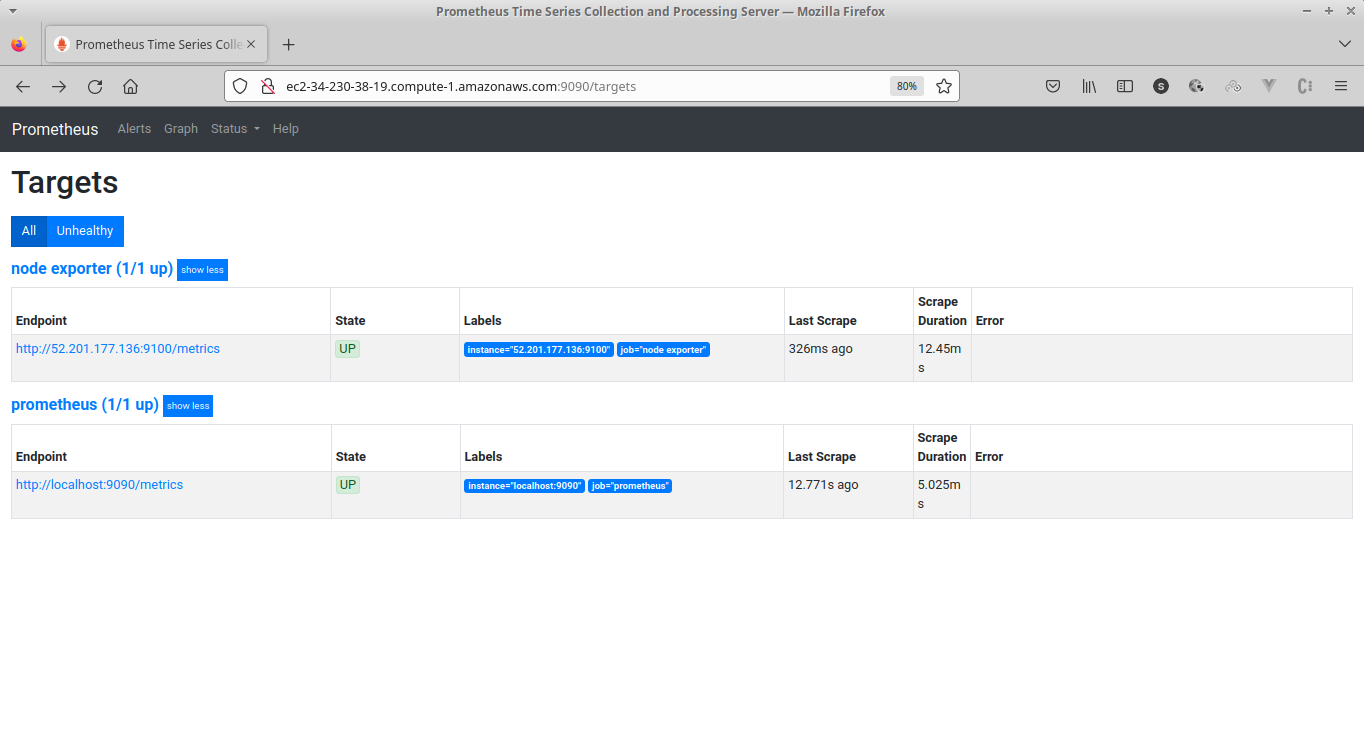 Prometheus Time Series Collection and Processing Server — Mozilla Firefox
Prometheus Time Series Colle
ec2-34-230-38-19.compute-1.amazonaws.com:9090/targets
80%
S
Prometheus Alerts Graph Status Help
Targets
All Unhealthy
node exporter (1/1 up) show less
Endpoint State Labels Last Scrape Scrape Duration Error
http://52.201.177.136:9100/metrics UP instance="52.201.177.136:9100" job="node exporter" 326ms ago 12.45ms
prometheus (1/1 up) show less
Endpoint State Labels Last Scrape Scrape Duration Error
http://localhost:9090/metrics UP instance="localhost:9090" job="prometheus" 12.771s ago 5.025ms